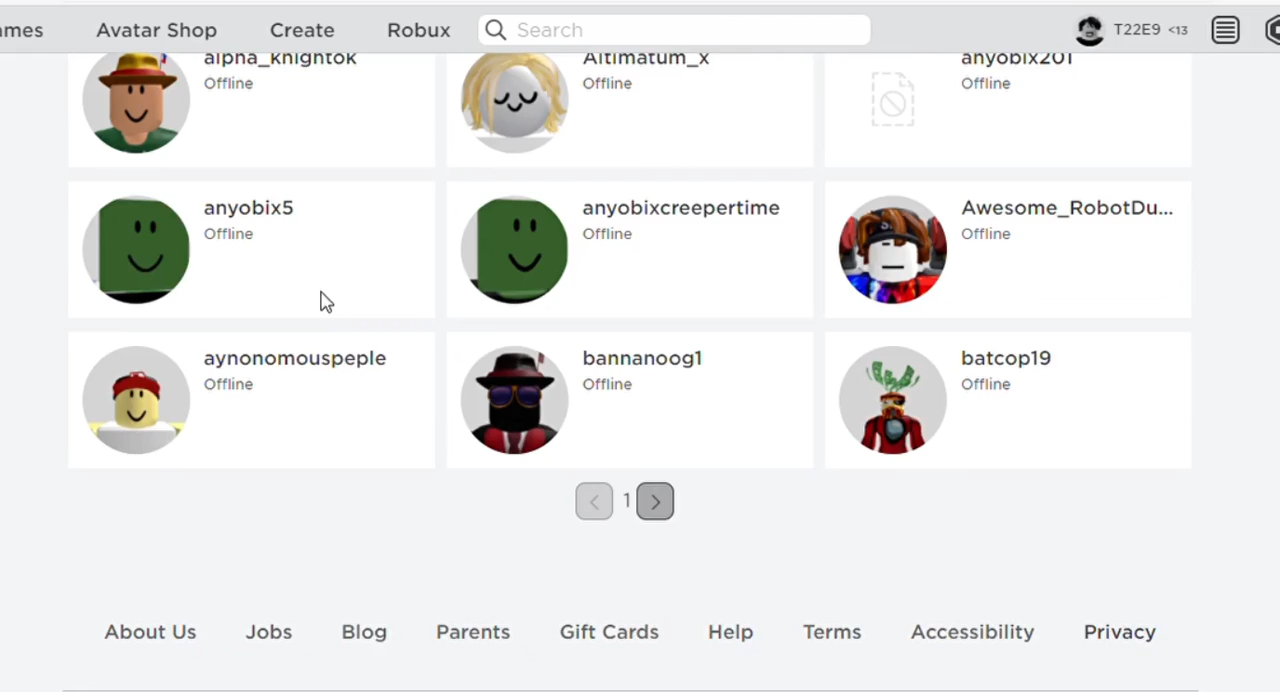 ames Avatar Shop Create Robux Search T22E9 <13
alpha_knightok Altimatum_x anyobix201
Offline Offline Offline
anyobix5 anyobixcreepertime Awesome_RobotDu...
Offline Offline Offline
aynonomouspeple bannanoog1 batcop19
Offline Offline Offline
1
About Us Jobs Blog Parents Gift Cards Help Terms Accessibility Privacy